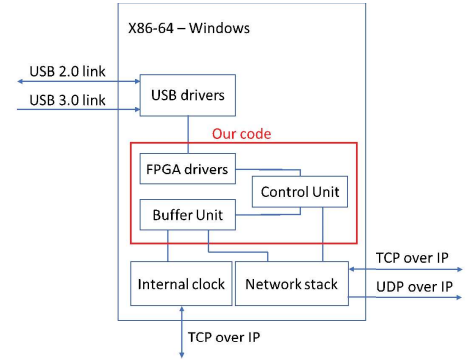 X86-64 – Windows
USB 2.0 link
USB 3.0 link
USB drivers
Our code
FPGA drivers
Control Unit
Buffer Unit
Internal clock
Network stack
TCP over IP
UDP over IP
TCP over IP